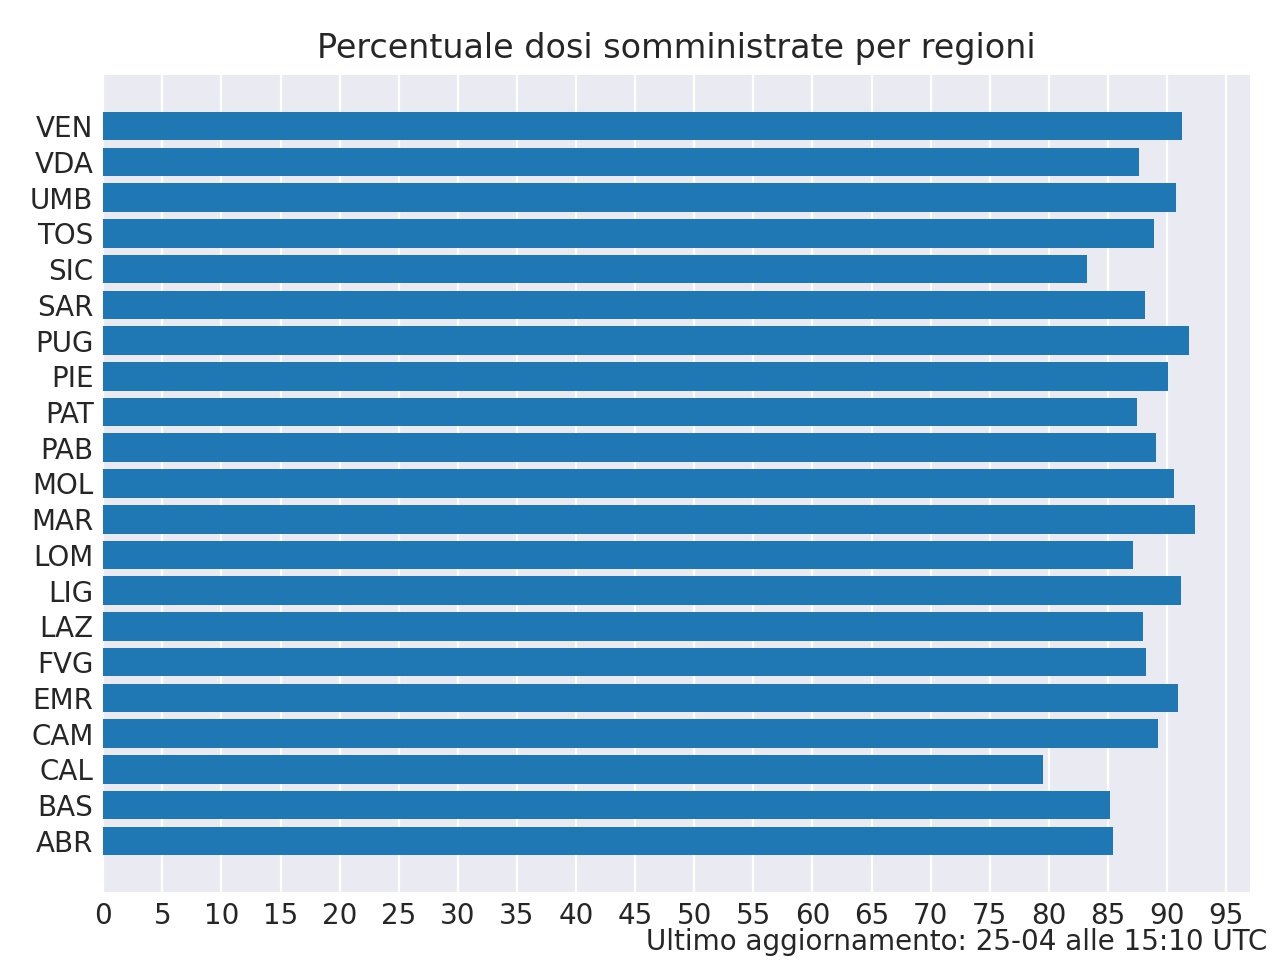 Percentuale dosi somministrate per regioni
VEN
VDA
UMB
TOS
SIC
SAR
PUG
PIE
PAT
PAB
MOL
MAR
LOM
LIG
LAZ
FVG
EMR
CAM
CAL
BAS
ABR
0 5 10 15 20 25 30 35 40 45 50 55 60 65 70 75 80 85 90 95
Ultimo aggiornamento: 25-04 alle 15:10 UTC